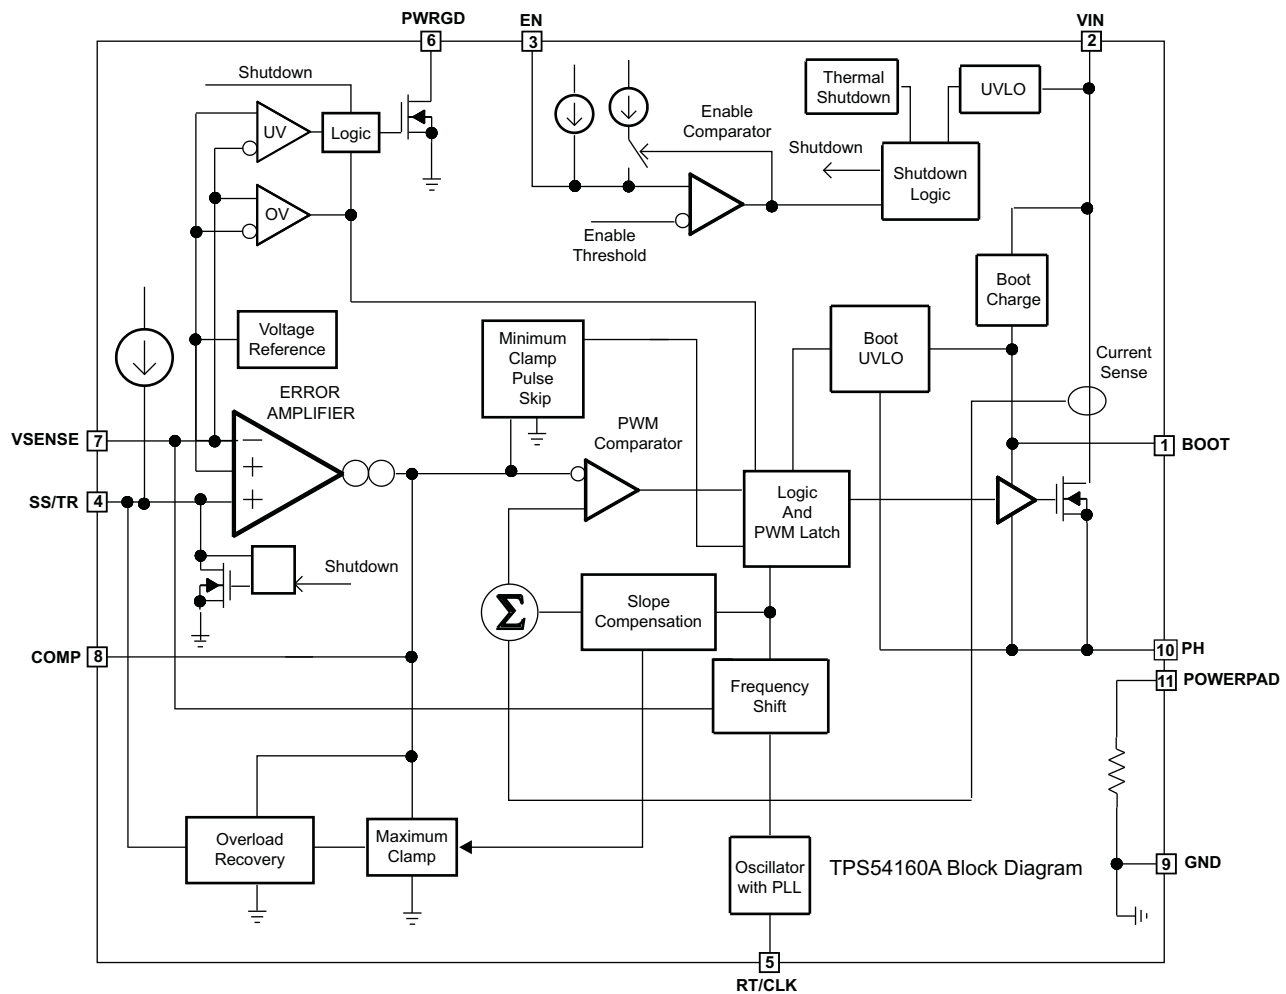 PWRGD
EN
VIN
6
3
2
Shutdown
Thermal
Shutdown
UVLO
UV
Logic
Enable
Comparator
Shutdown
Shutdown
Logic
OV
Enable
Threshold
Boot
Charge
Voltage
Reference
Minimum
Clamp
Pulse
Skip
Boot
UVLO
Current
Sense
ERROR
AMPLIFIER
PWM
Comparator
VSENSE
7
1
BOOT
SS/TR
4
Logic
And
PWM Latch
Shutdown
Slope
Compensation
Σ
COMP
8
10
PH
11
POWERPAD
Frequency
Shift
Overload
Recovery
Maximum
Clamp
Oscillator
with PLL
TPS54160A Block Diagram
9
GND
5
RT/CLK